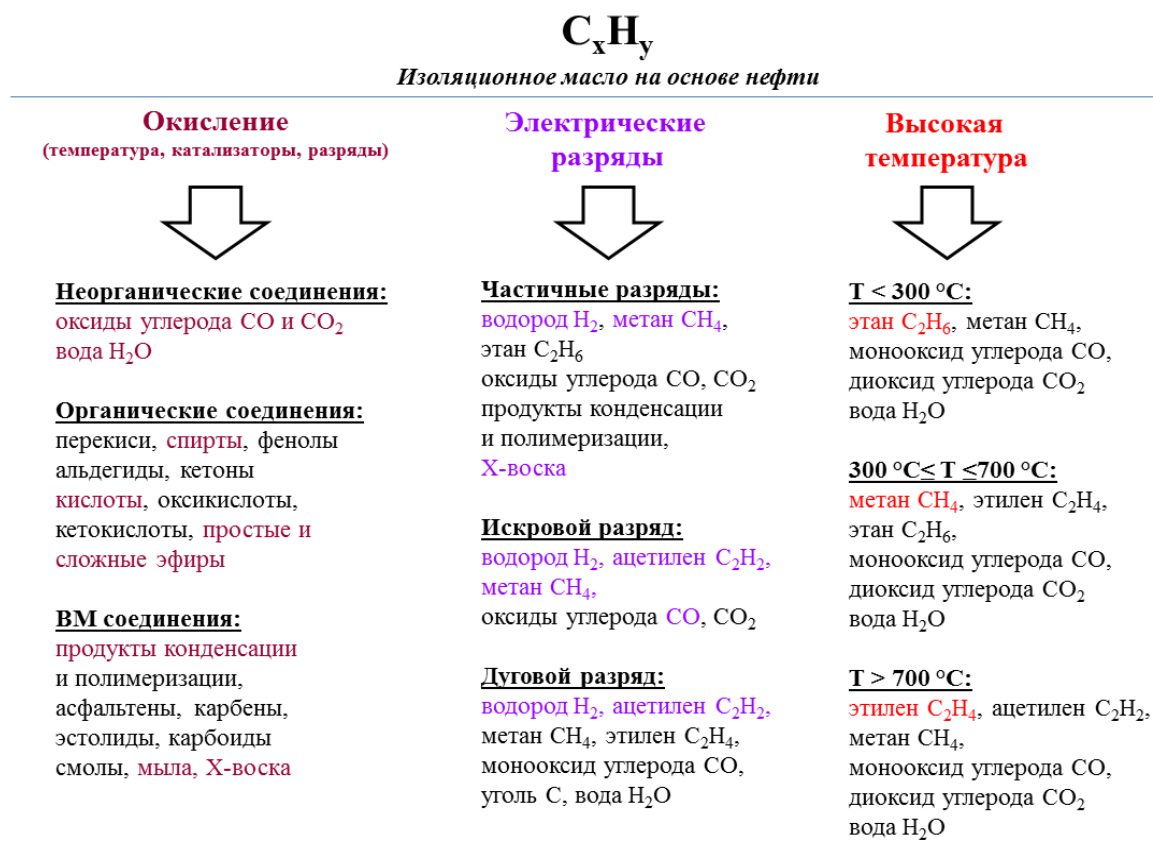 CxHy
Изоляционное масло на основе нефти
Окисление
(температура, катализаторы, разряды)
Неорганические соединения:
оксиды углерода CO и CO2
вода H2O
Органические соединения:
перекиси, спирты, фенолы
альдегиды, кетоны
кислоты, оксикислоты,
кетокислоты, простые и
сложные эфиры
ВМ соединения:
продукты конденсации
и полимеризации,
асфальтены, карбены,
эстолиды, карбоиды
смолы, мыла, Х-воска
Электрические
разряды
Частичные разряды:
водород H2, метан CH4,
этан C2H6
оксиды углерода CO, CO2
продукты конденсации
и полимеризации,
Х-воска
Искровой разряд:
водород H2, ацетилен C2H2,
метан CH4,
оксиды углерода CO, CO2
Дуговой разряд:
водород H2, ацетилен C2H2,
метан CH4, этилен C2H4,
монооксид углерода CO,
уголь C, вода H2O
Высокая
температура
T < 300 °C:
этан C2H6, метан CH4,
монооксид углерода CO,
диоксид углерода CO2
вода H2O
300 °C≤ T ≤700 °C:
метан CH4, этилен C2H4,
этан C2H6,
монооксид углерода CO,
диоксид углерода CO2
вода H2O
T > 700 °C:
этилен C2H4, ацетилен C2H2,
метан CH4,
монооксид углерода CO,
диоксид углерода CO2
вода H2O